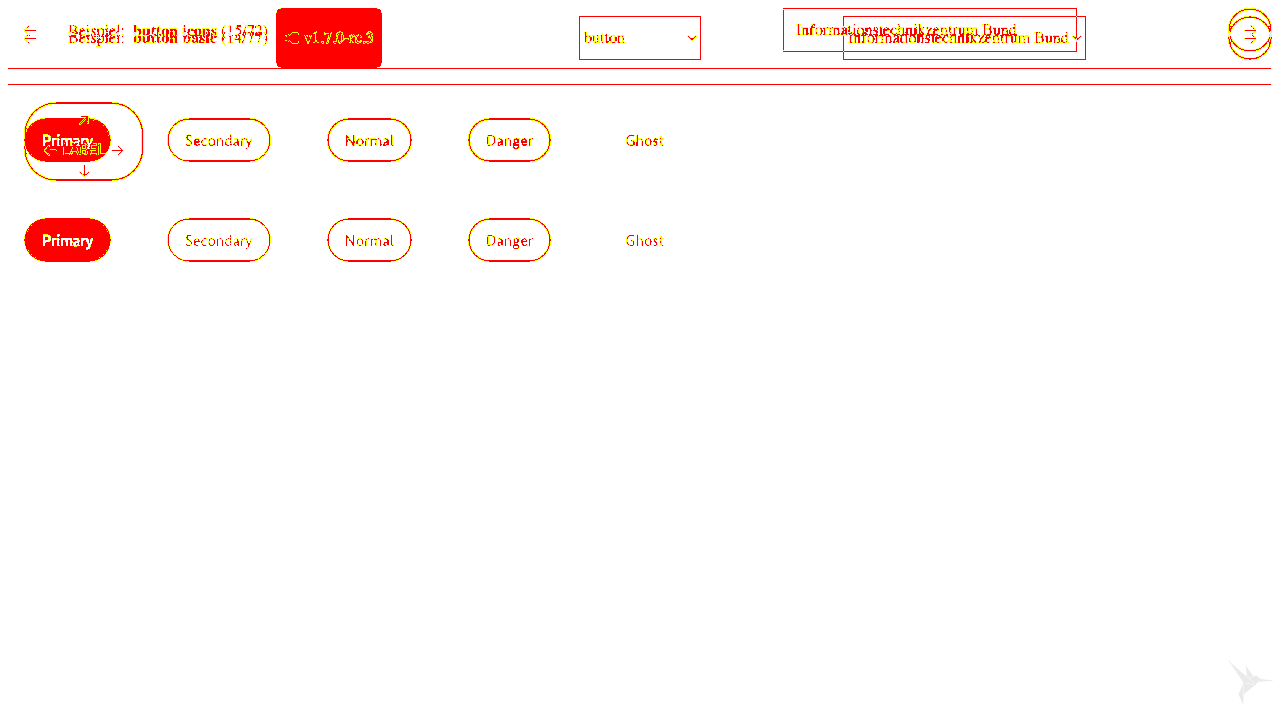 Beispiel: button icons (15/72)
Beispiel: button basic (14/77)
v1.7.0-rc.3
button
Informationstechnikzentrum Bund
Informationstechnikzentrum Bund
Primary
LABEL
Secondary
Normal
Danger
Ghost
Primary
Secondary
Normal
Danger
Ghost